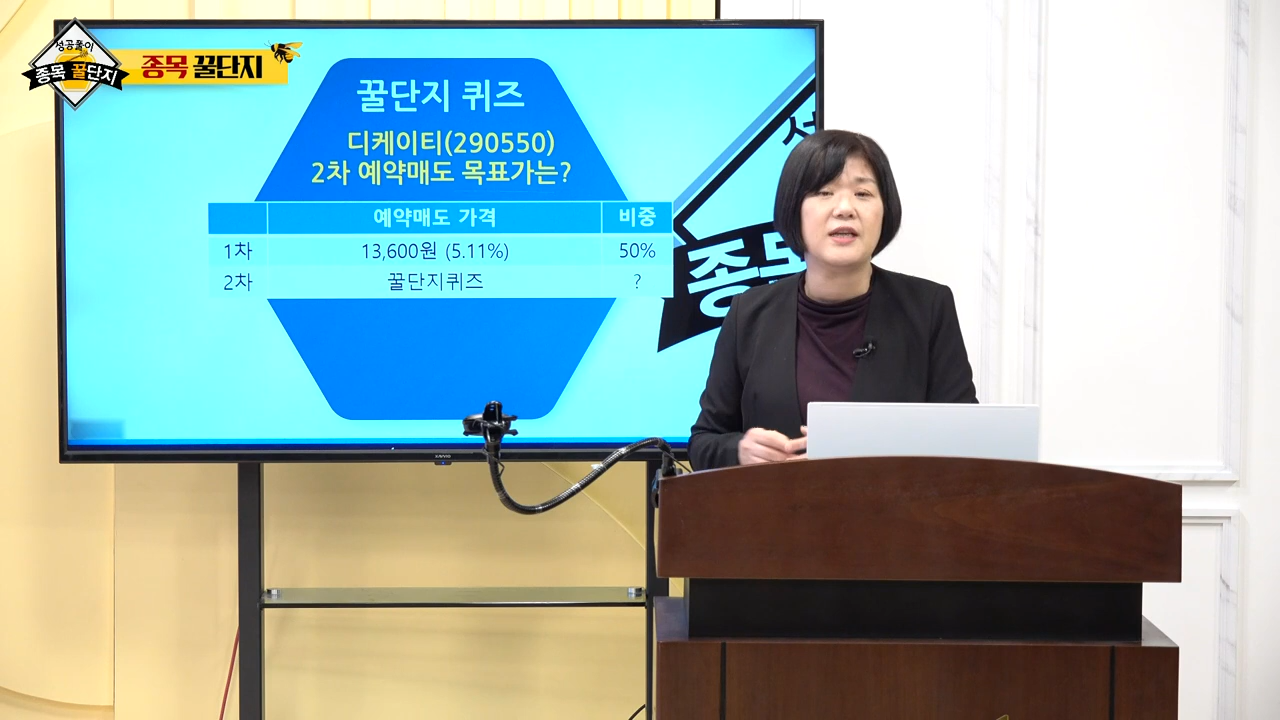 성공풀이
종목 꿀단지
종목 꿀단지
꿀단지 퀴즈
디케이티(290550)
2차 예약매도 목표가는?
예약매도 가격 비중
1차 13,600원 (5.11%) 50%
2차 꿀단지퀴즈 ?
성
종목